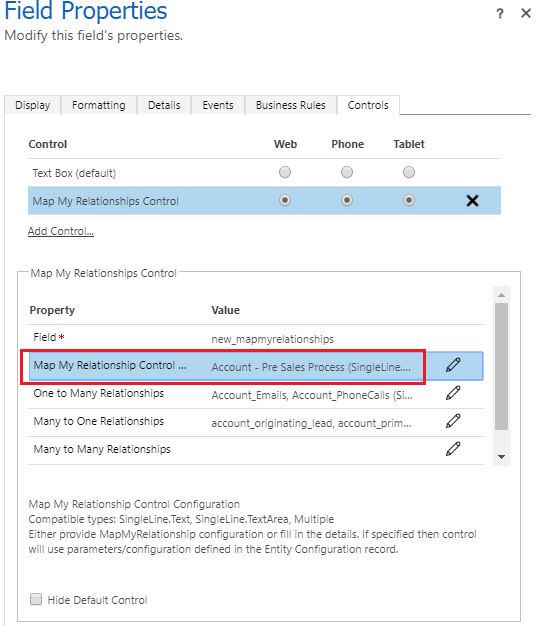 Field Properties
? ×
Modify this field's properties.
Display Formatting Details Events Business Rules Controls
Control Web Phone Tablet
Text Box (default)
Map My Relationships Control
Add Control...
Map My Relationships Control
Property Value
Field * new_mapmyrelationships
Map My Relationship Control ... Account - Pre Sales Process (SingleLine....
One to Many Relationships Account_Emails, Account_PhoneCalls (Si...
Many to One Relationships account_originating_lead, account_prim...
Many to Many Relationships
Map My Relationship Control Configuration
Compatible types: SingleLine.Text, SingleLine.TextArea, Multiple
Either provide MapMyRelationship configuration or fill in the details. If specified then control
will use parameters/configuration defined in the Entity Configuration record.
Hide Default Control